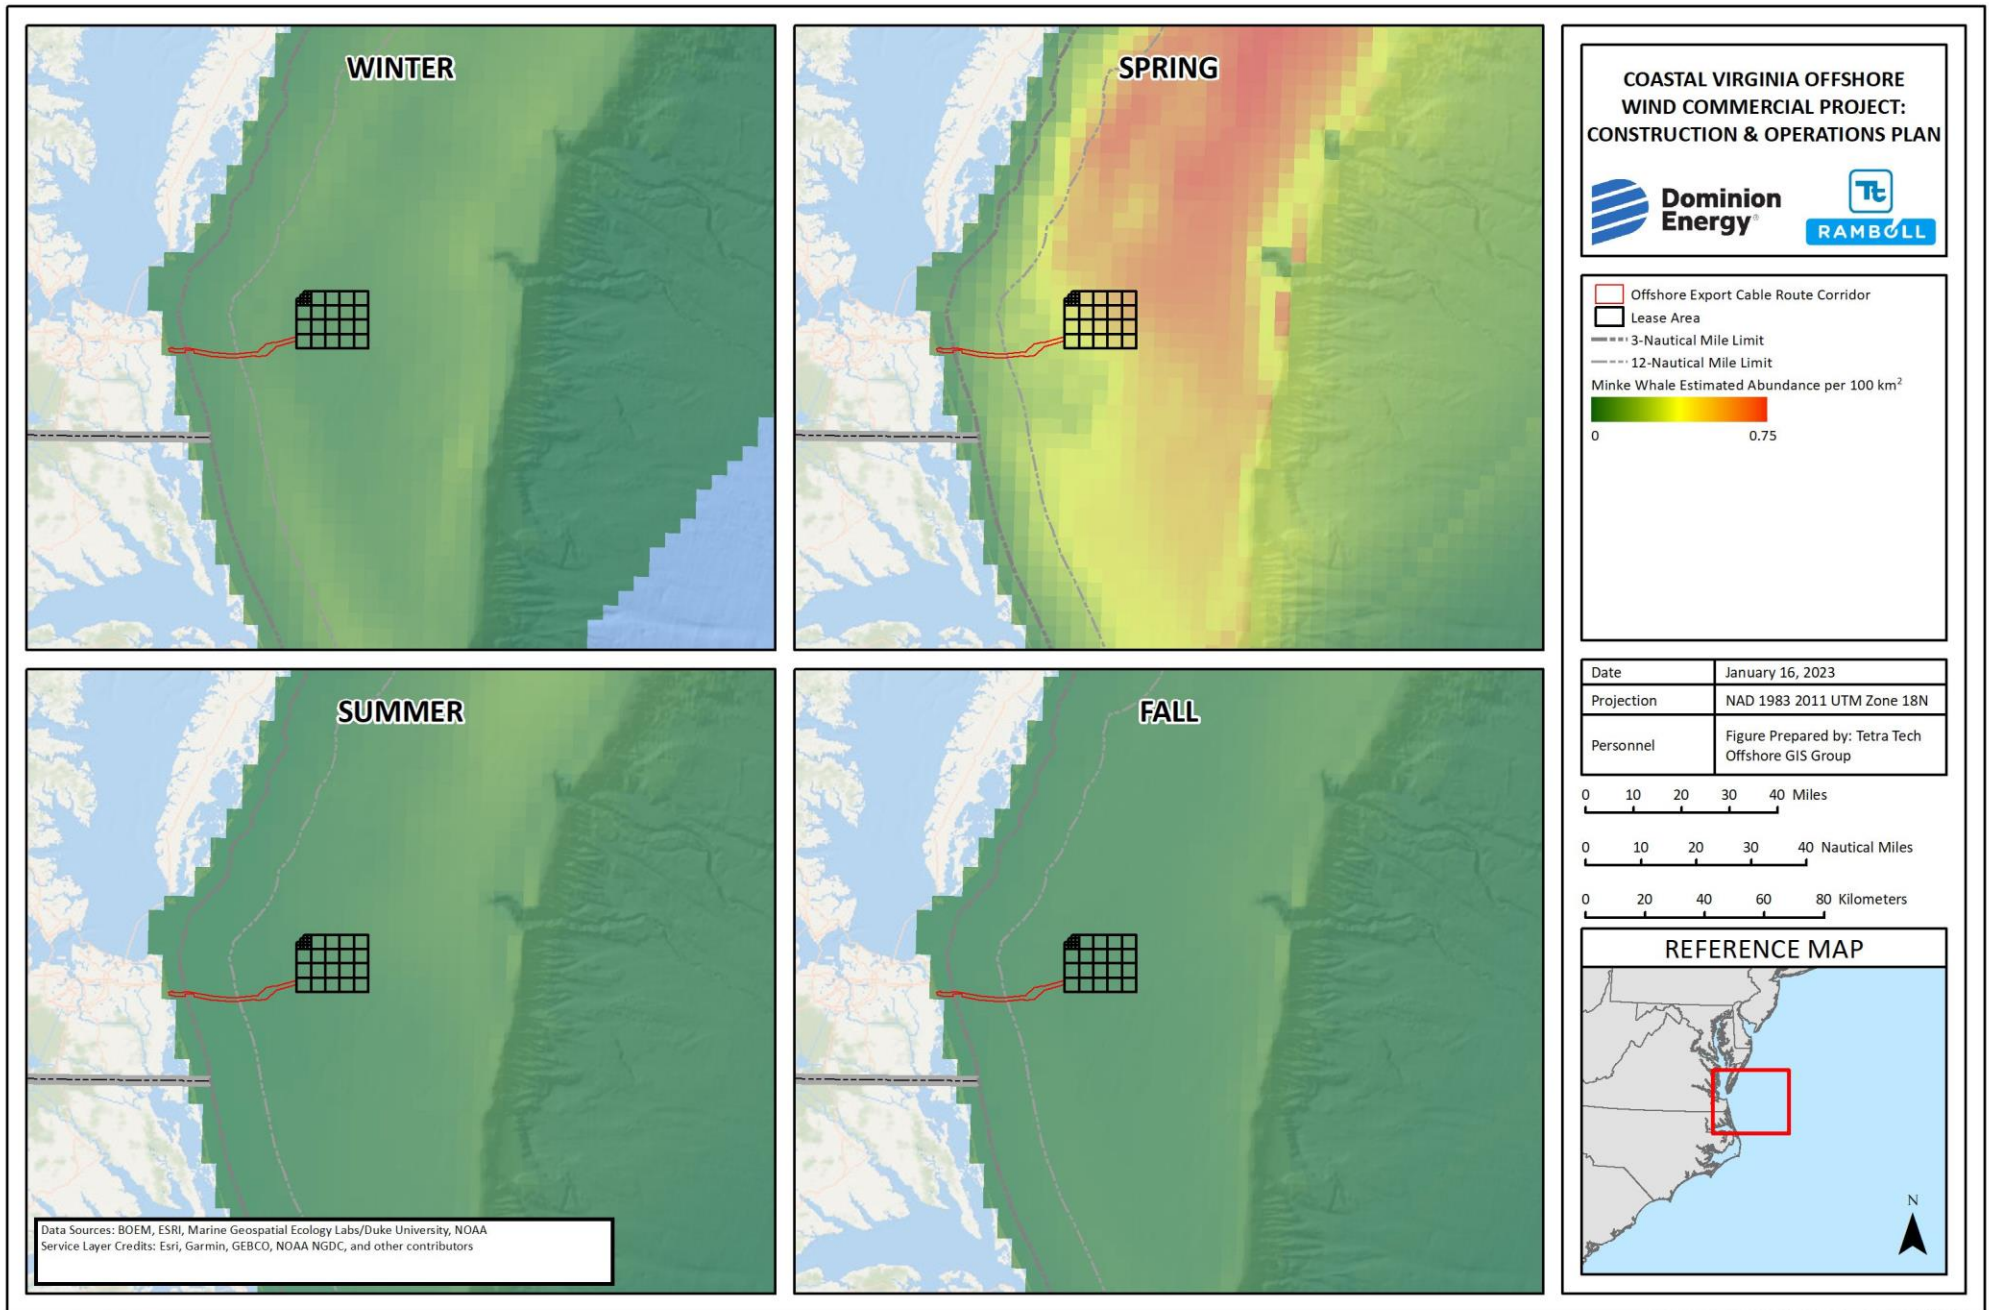 WINTER
SPRING
SUMMER
FALL
Data Sources: BOEM, ESRI, Marine Geospatial Ecology Labs/Duke University, NOAA
Service Layer Credits: Esri, Garmin, GEBCO, NOAA NGDC, and other contributors
COASTAL VIRGINIA OFFSHORE
WIND COMMERCIAL PROJECT:
CONSTRUCTION & OPERATIONS PLAN
Dominion
Energy®
Tt
RAMBOLL
Offshore Export Cable Route Corridor
Lease Area
3-Nautical Mile Limit
12-Nautical Mile Limit
Minke Whale Estimated Abundance per 100 km²
0 0.75
Date January 16, 2023
Projection NAD 1983 2011 UTM Zone 18N
Personnel Figure Prepared by: Tetra Tech
Offshore GIS Group
0 10 20 30 40 Miles
0 10 20 30 40 Nautical Miles
0 20 40 60 80 Kilometers
REFERENCE MAP
N